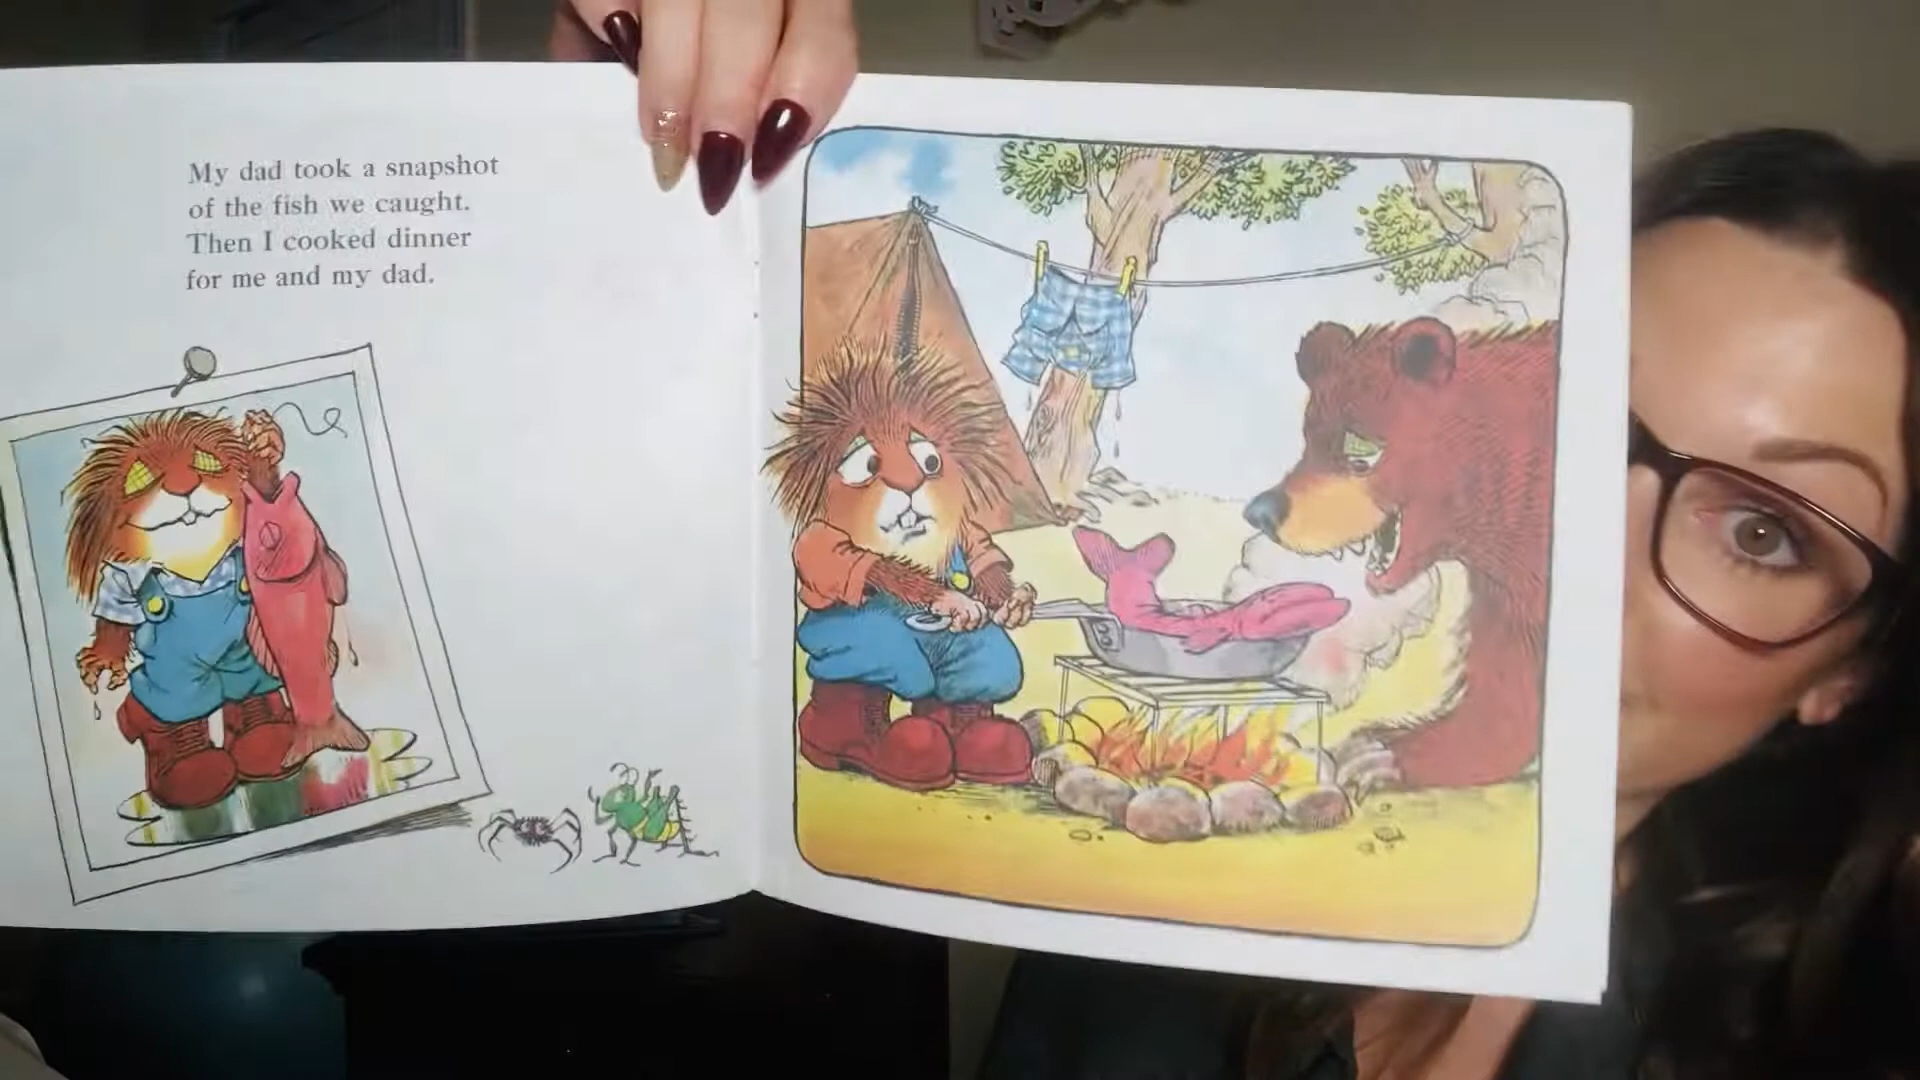 My dad took a snapshot
of the fish we caught.
Then I cooked dinner
for me and my dad.